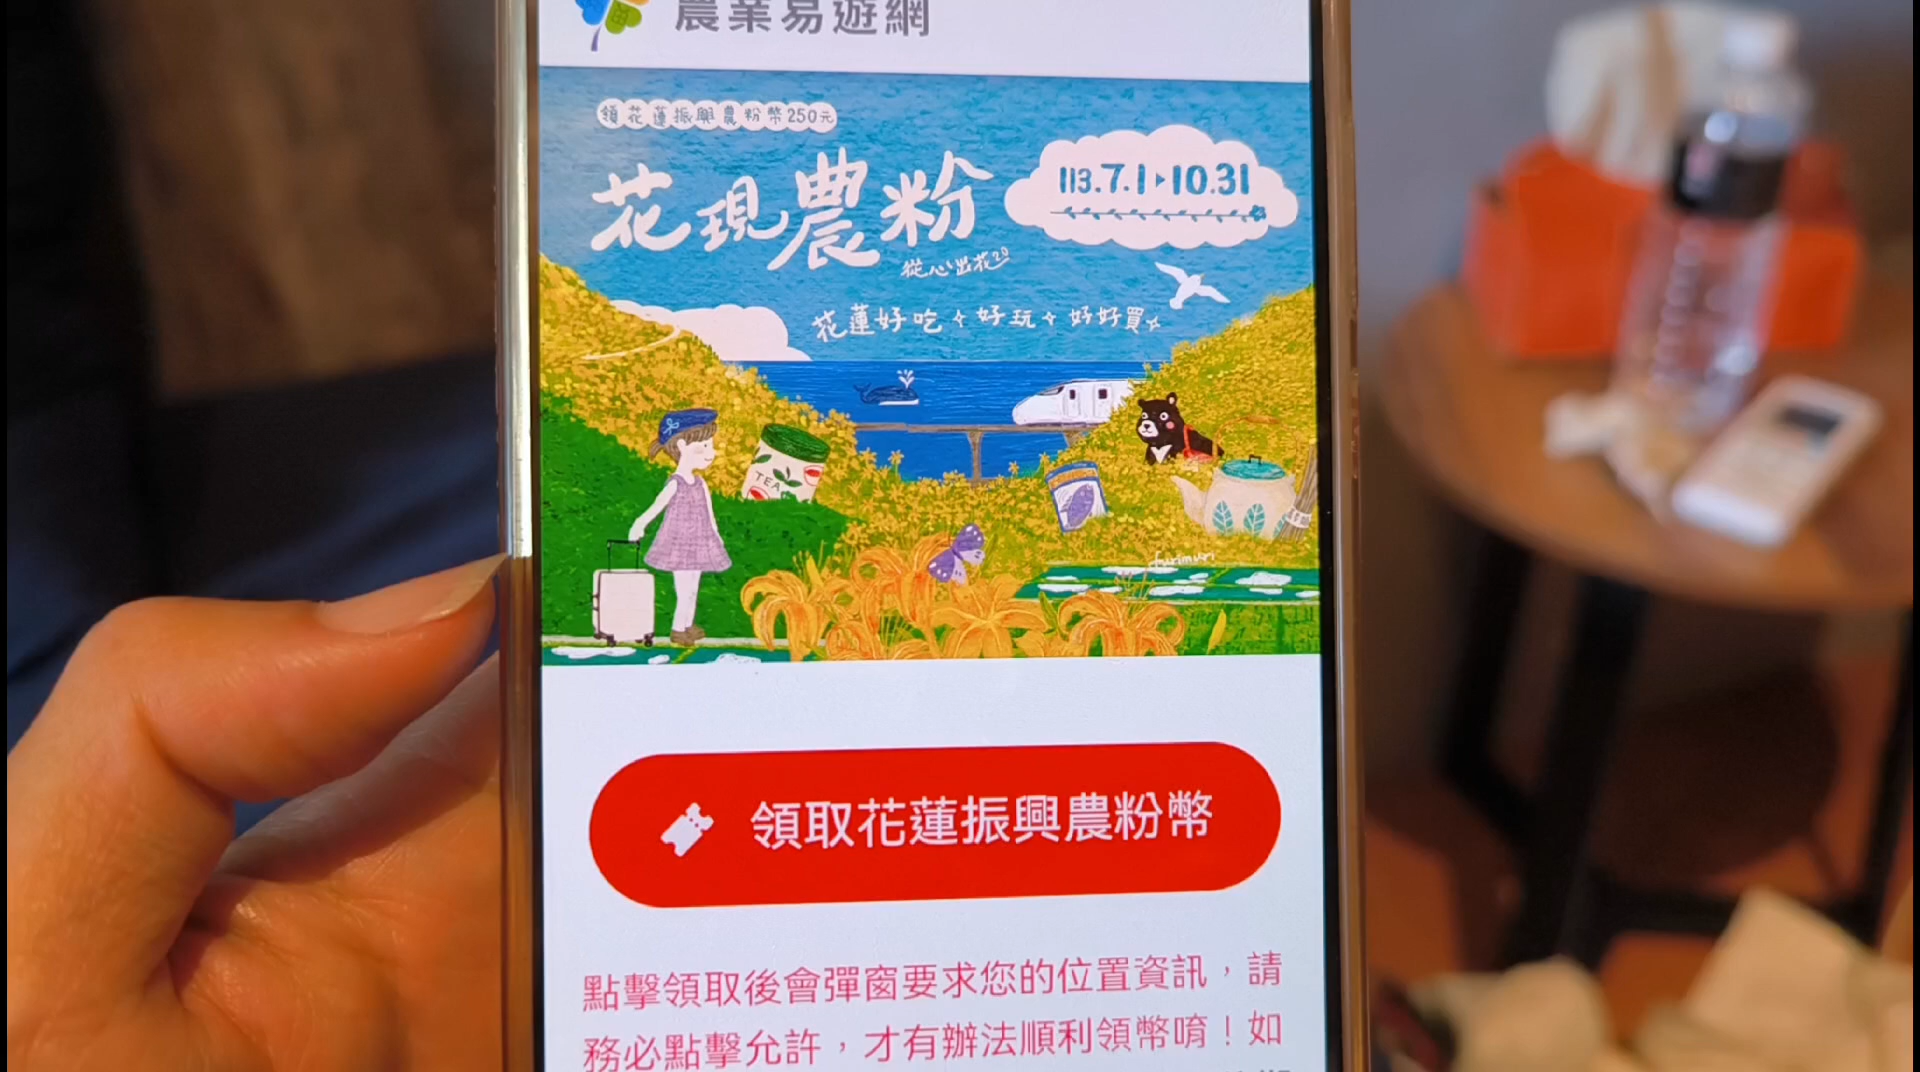 農業易遊網
領花蓮振興農粉幣250元
花現農粉
113.7.1▸10.31
從心出花20
花蓮好吃 好玩 好好買
TEA
furimuri
領取花蓮振興農粉幣
點擊領取後會彈窗要求您的位置資訊，請
務必點擊允許，才有辦法順利領幣唷！如